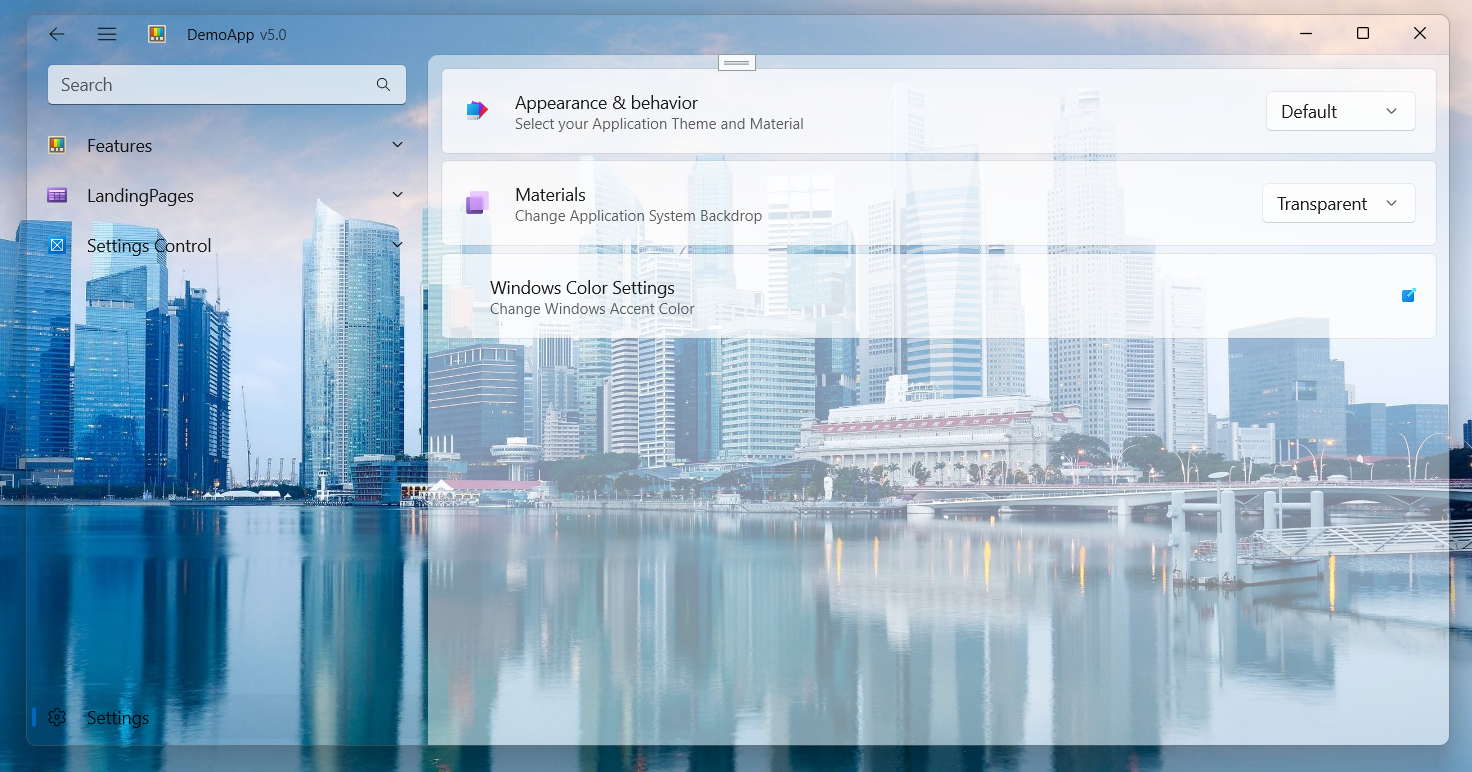 DemoApp v5.0
Search
Features
LandingPages
Settings Control
Settings
Appearance & behavior
Select your Application Theme and Material
Default
Materials
Change Application System Backdrop
Transparent
Windows Color Settings
Change Windows Accent Color